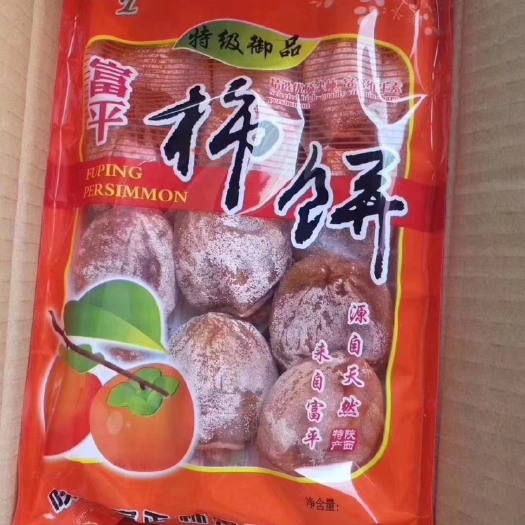 特级御品
富平
柿饼
FUPING
PERSIMMON
源自天然
来自富平
陕西
特产
净含量: